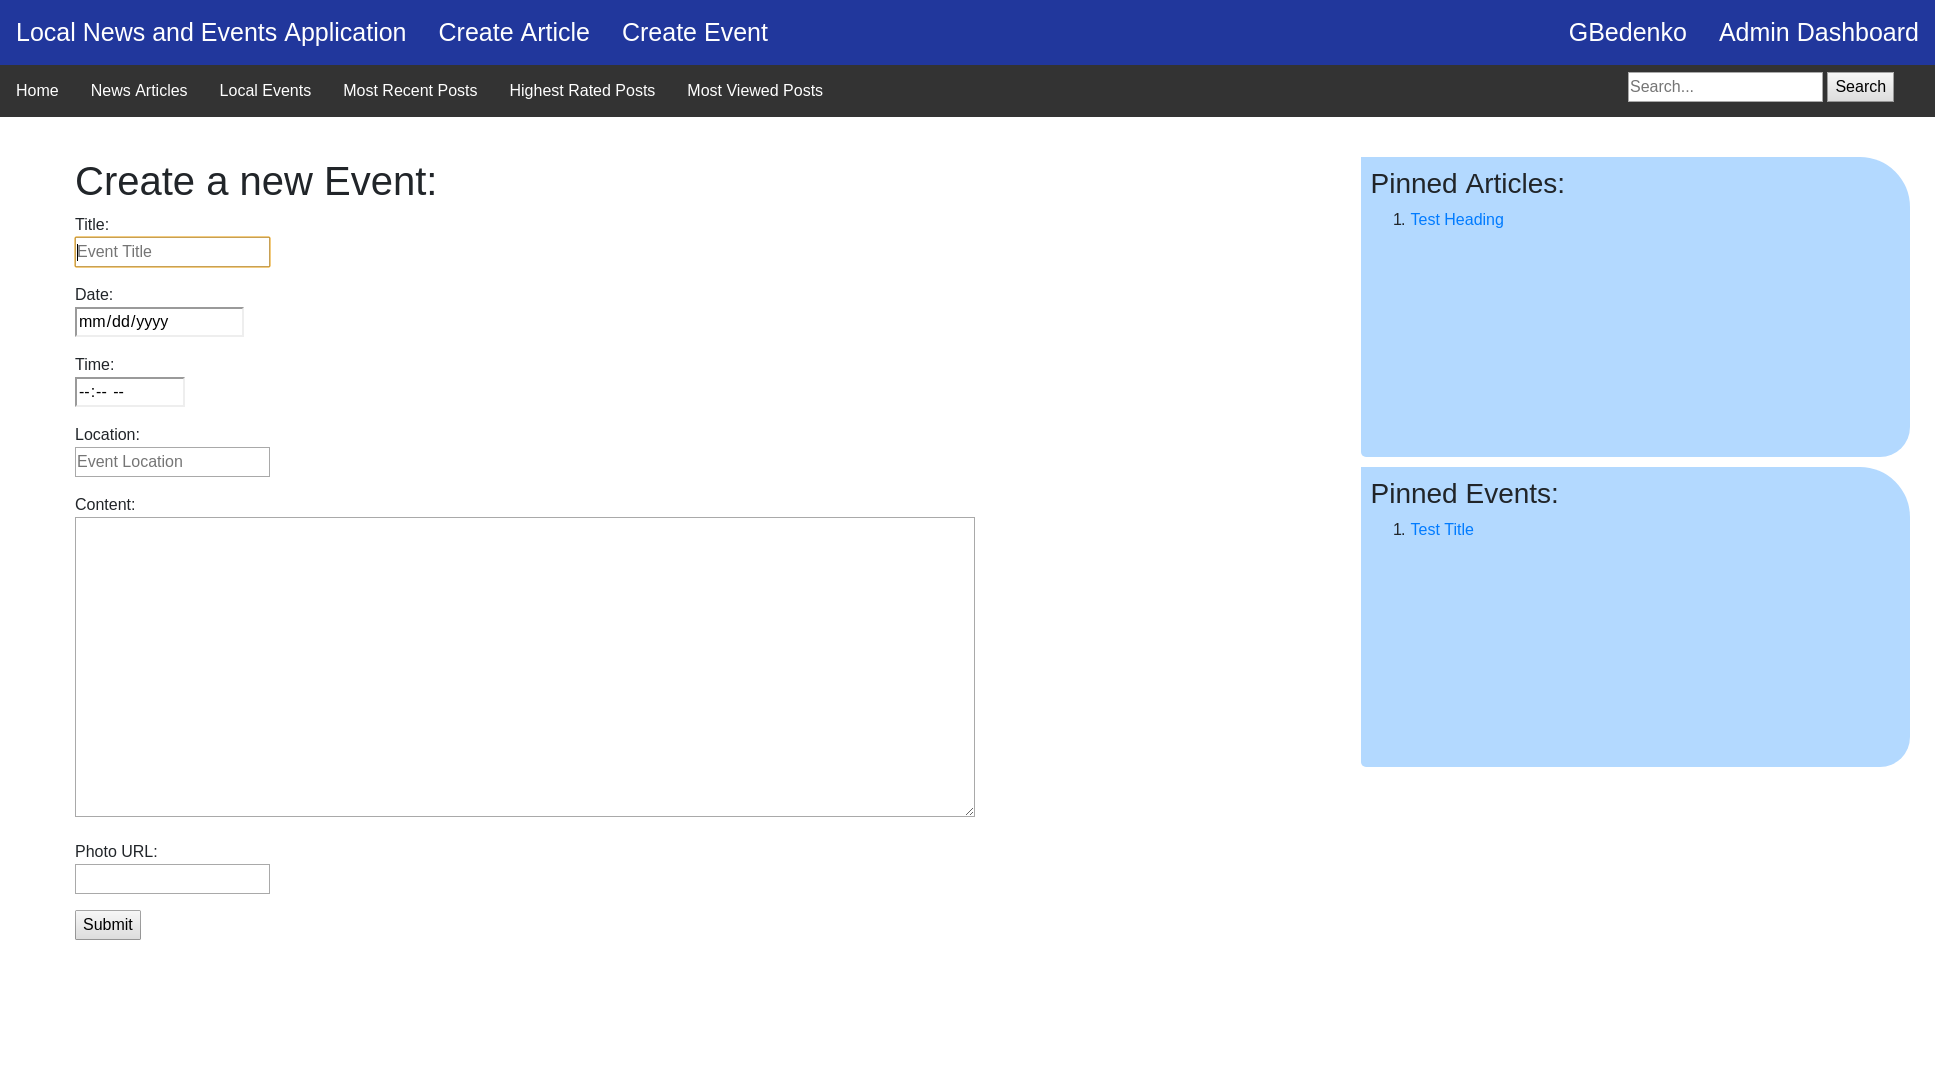 Local News and Events Application Create Article Create Event GBedenko Admin Dashboard
Home News Articles Local Events Most Recent Posts Highest Rated Posts Most Viewed Posts Search... Search
Create a new Event:
Title:
Event Title
Date:
mm/dd/yyyy
Time:
--:-- --
Location:
Event Location
Content:
Photo URL:
Submit
Pinned Articles:
1. Test Heading
Pinned Events:
1. Test Title